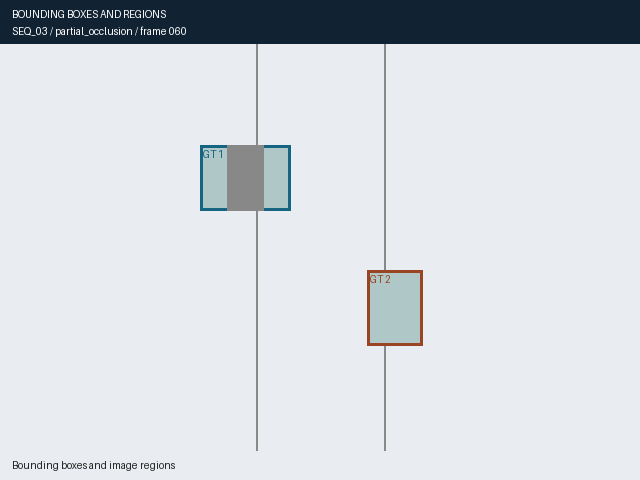 BOUNDING BOXES AND REGIONS
SEQ_03 / partial_occlusion / frame 060
GT1
GT2
Bounding boxes and image regions